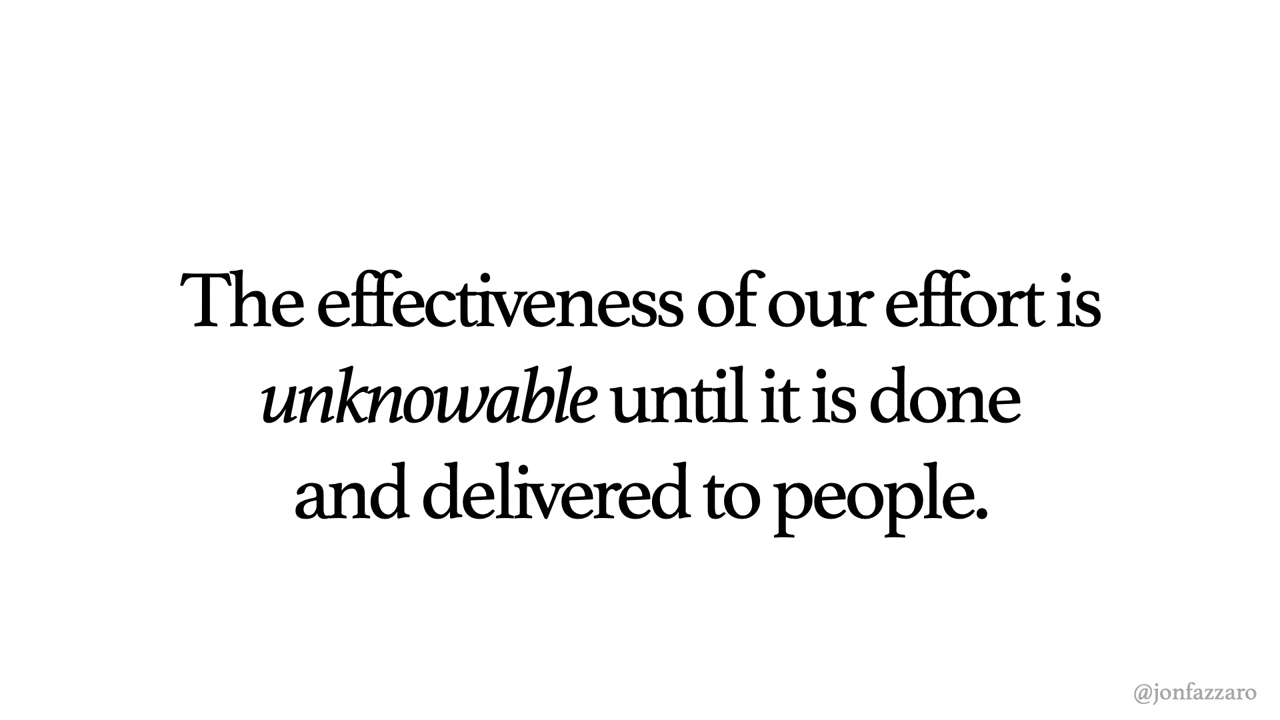 The effectiveness of our effort is
unknowable until it is done
and delivered to people.
@jonfazzaro